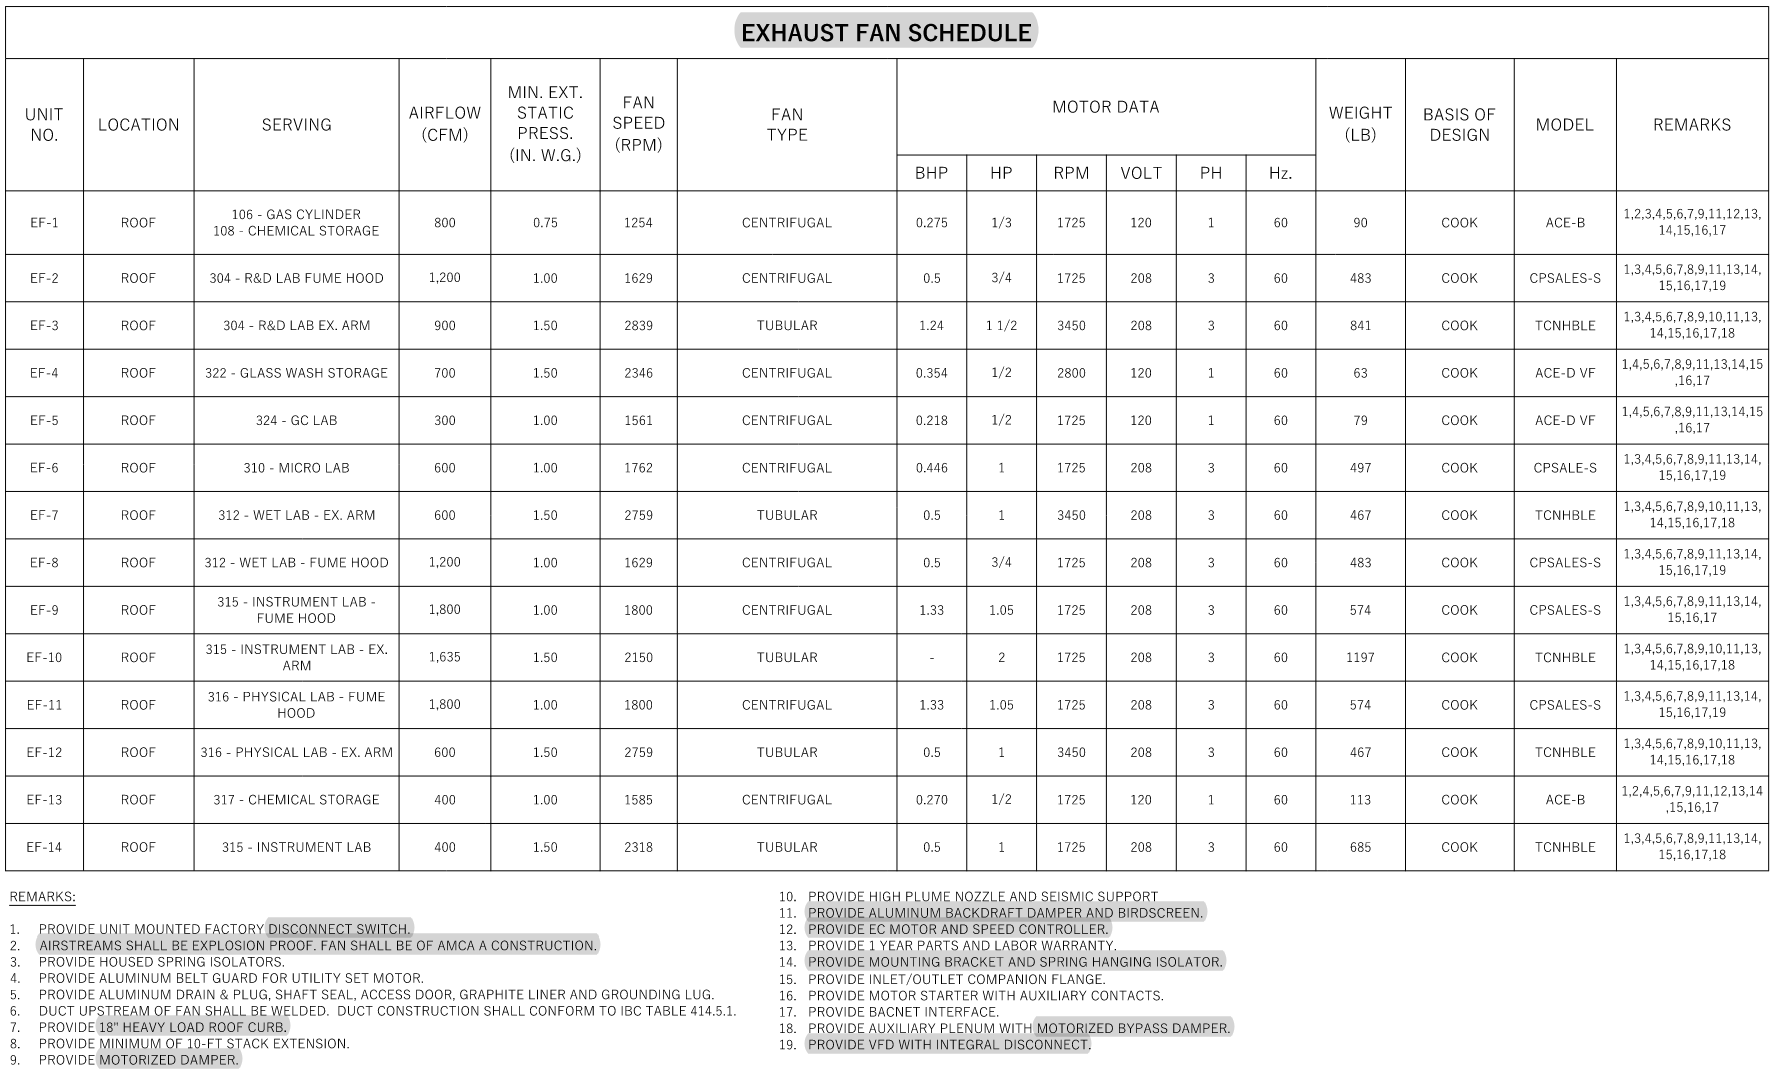 EXHAUST FAN SCHEDULE
UNIT NO. LOCATION SERVING AIRFLOW (CFM) MIN. EXT. STATIC PRESS. (IN. W.G.) FAN SPEED (RPM) FAN TYPE MOTOR DATA WEIGHT (LB) BASIS OF DESIGN MODEL REMARKS
BHP HP RPM VOLT PH Hz.
EF-1 ROOF 106 - GAS CYLINDER 108 - CHEMICAL STORAGE 800 0.75 1254 CENTRIFUGAL 0.275 1/3 1725 120 1 60 90 COOK ACE-B 1,2,3,4,5,6,7,9,11,12,13,14,15,16,17
EF-2 ROOF 304 - R&D LAB FUME HOOD 1,200 1.00 1629 CENTRIFUGAL 0.5 3/4 1725 208 3 60 483 COOK CPSALES-S 1,3,4,5,6,7,8,9,11,13,14,15,16,17,19
EF-3 ROOF 304 - R&D LAB EX. ARM 900 1.50 2839 TUBULAR 1.24 1 1/2 3450 208 3 60 841 COOK TCNHBLE 1,3,4,5,6,7,8,9,10,11,13,14,15,16,17,18
EF-4 ROOF 322 - GLASS WASH STORAGE 700 1.50 2346 CENTRIFUGAL 0.354 1/2 2800 120 1 60 63 COOK ACE-D VF 1,4,5,6,7,8,9,11,13,14,15,16,17
EF-5 ROOF 324 - GC LAB 300 1.00 1561 CENTRIFUGAL 0.218 1/2 1725 120 1 60 79 COOK ACE-D VF 1,4,5,6,7,8,9,11,13,14,15,16,17
EF-6 ROOF 310 - MICRO LAB 600 1.00 1762 CENTRIFUGAL 0.446 1 1725 208 3 60 497 COOK CPSALE-S 1,3,4,5,6,7,8,9,11,13,14,15,16,17,19
EF-7 ROOF 312 - WET LAB - EX. ARM 600 1.50 2759 TUBULAR 0.5 1 3450 208 3 60 467 COOK TCNHBLE 1,3,4,5,6,7,8,9,10,11,13,14,15,16,17,18
EF-8 ROOF 312 - WET LAB - FUME HOOD 1,200 1.00 1629 CENTRIFUGAL 0.5 3/4 1725 208 3 60 483 COOK CPSALES-S 1,3,4,5,6,7,8,9,11,13,14,15,16,17,19
EF-9 ROOF 315 - INSTRUMENT LAB - FUME HOOD 1,800 1.00 1800 CENTRIFUGAL 1.33 1.05 1725 208 3 60 574 COOK CPSALES-S 1,3,4,5,6,7,8,9,11,13,14,15,16,17
EF-10 ROOF 315 - INSTRUMENT LAB - EX. ARM 1,635 1.50 2150 TUBULAR - 2 1725 208 3 60 1197 COOK TCNHBLE 1,3,4,5,6,7,8,9,10,11,13,14,15,16,17,18
EF-11 ROOF 316 - PHYSICAL LAB - FUME HOOD 1,800 1.00 1800 CENTRIFUGAL 1.33 1.05 1725 208 3 60 574 COOK CPSALES-S 1,3,4,5,6,7,8,9,11,13,14,15,16,17,19
EF-12 ROOF 316 - PHYSICAL LAB - EX. ARM 600 1.50 2759 TUBULAR 0.5 1 3450 208 3 60 467 COOK TCNHBLE 1,3,4,5,6,7,8,9,10,11,13,14,15,16,17,18
EF-13 ROOF 317 - CHEMICAL STORAGE 400 1.00 1585 CENTRIFUGAL 0.270 1/2 1725 120 1 60 113 COOK ACE-B 1,2,4,5,6,7,9,11,12,13,14,15,16,17
EF-14 ROOF 315 - INSTRUMENT LAB 400 1.50 2318 TUBULAR 0.5 1 1725 208 3 60 685 COOK TCNHBLE 1,3,4,5,6,7,8,9,11,13,14,15,16,17,18
REMARKS:
1. PROVIDE UNIT MOUNTED FACTORY DISCONNECT SWITCH.
2. AIRSTREAMS SHALL BE EXPLOSION PROOF. FAN SHALL BE OF AMCA A CONSTRUCTION.
3. PROVIDE HOUSED SPRING ISOLATORS.
4. PROVIDE ALUMINUM BELT GUARD FOR UTILITY SET MOTOR.
5. PROVIDE ALUMINUM DRAIN & PLUG, SHAFT SEAL, ACCESS DOOR, GRAPHITE LINER AND GROUNDING LUG.
6. DUCT UPSTREAM OF FAN SHALL BE WELDED. DUCT CONSTRUCTION SHALL CONFORM TO IBC TABLE 414.5.1.
7. PROVIDE 18" HEAVY LOAD ROOF CURB.
8. PROVIDE MINIMUM OF 10-FT STACK EXTENSION.
9. PROVIDE MOTORIZED DAMPER.
10. PROVIDE HIGH PLUME NOZZLE AND SEISMIC SUPPORT
11. PROVIDE ALUMINUM BACKDRAFT DAMPER AND BIRDSCREEN.
12. PROVIDE EC MOTOR AND SPEED CONTROLLER.
13. PROVIDE 1 YEAR PARTS AND LABOR WARRANTY.
14. PROVIDE MOUNTING BRACKET AND SPRING HANGING ISOLATOR.
15. PROVIDE INLET/OUTLET COMPANION FLANGE.
16. PROVIDE MOTOR STARTER WITH AUXILIARY CONTACTS.
17. PROVIDE BACNET INTERFACE.
18. PROVIDE AUXILIARY PLENUM WITH MOTORIZED BYPASS DAMPER.
19. PROVIDE VFD WITH INTEGRAL DISCONNECT.